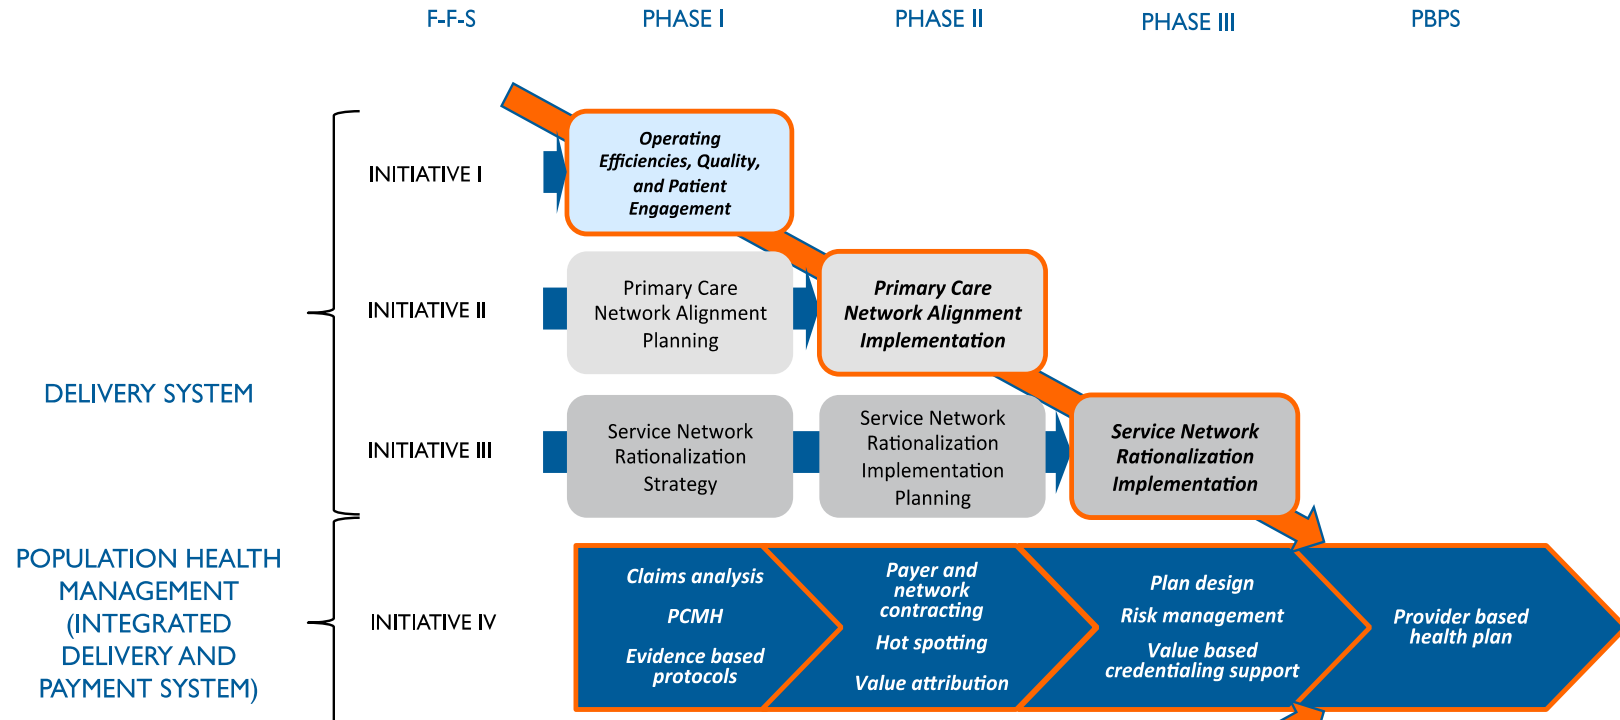 F-F-S
PHASE I
PHASE II
PHASE III
PBPS
DELIVERY SYSTEM
INITIATIVE I
Operating
Efficiencies, Quality,
and Patient
Engagement
INITIATIVE II
Primary Care
Network Alignment
Planning
Primary Care
Network Alignment
Implementation
INITIATIVE III
Service Network
Rationalization
Strategy
Service Network
Rationalization
Implementation
Planning
Service Network
Rationalization
Implementation
POPULATION HEALTH
MANAGEMENT
(INTEGRATED
DELIVERY AND
PAYMENT SYSTEM)
INITIATIVE IV
Claims analysis
PCMH
Evidence based
protocols
Payer and
network
contracting
Hot spotting
Value attribution
Plan design
Risk management
Value based
credentialing support
Provider based
health plan